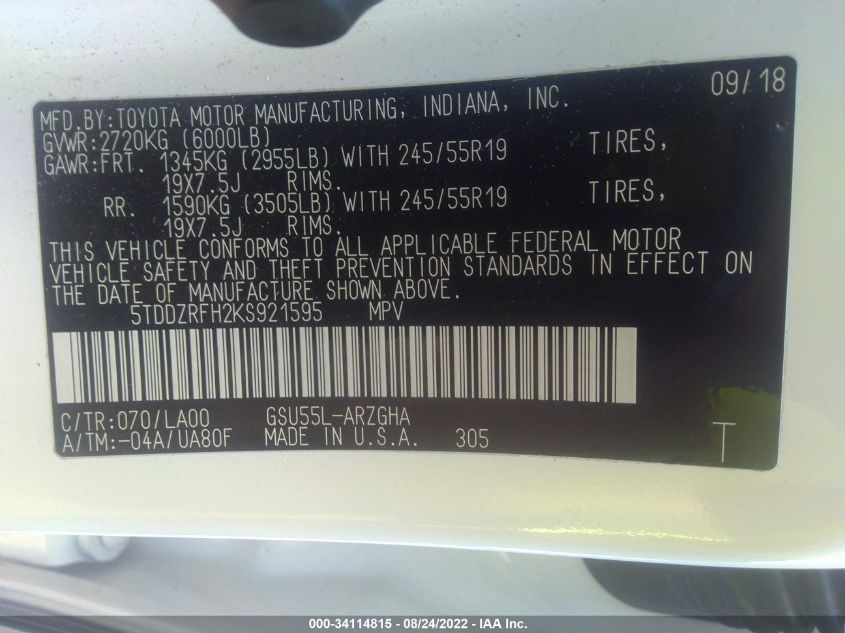 09/18
MFD.BY:TOYOTA MOTOR MANUFACTURING, INDIANA, INC.
GVWR:2720KG (6000LB)
GAWR:FRT. 1345KG (2955LB) WITH 245/55R19 TIRES,
19X7.5J RIMS.
RR. 1590KG (3505LB) WITH 245/55R19 TIRES,
19X7.5J RIMS.
THIS VEHICLE CONFORMS TO ALL APPLICABLE FEDERAL MOTOR
VEHICLE SAFETY AND THEFT PREVENTION STANDARDS IN EFFECT ON
THE DATE OF MANUFACTURE SHOWN ABOVE.
5TDDZRFH2KS921595 MPV
C/TR:070/LA00 GSU55L-ARZGHA
A/TM:-04A/UA80F MADE IN U.S.A. 305
T
000-34114815 - 08/24/2022 - IAA Inc.